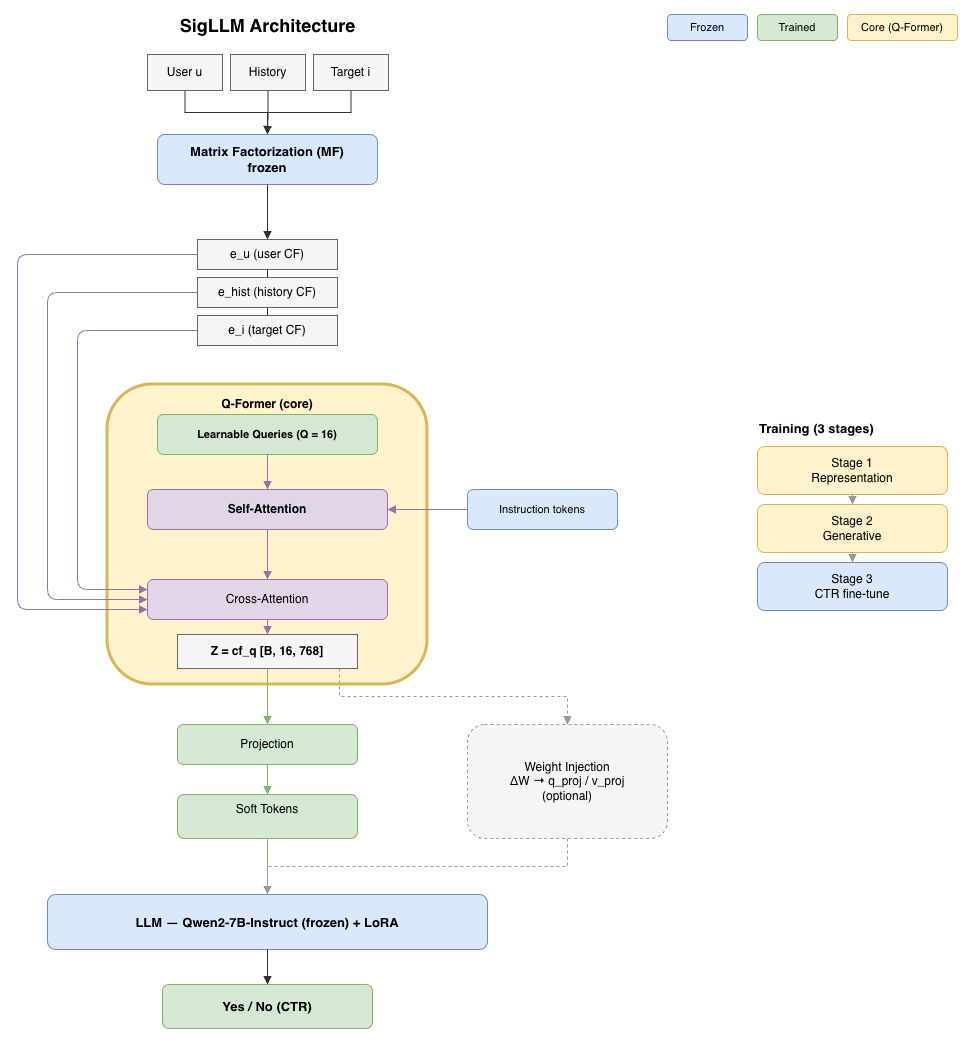 SigLLM Architecture
Frozen
Trained
Core (Q-Former)
User u
History
Target i
Matrix Factorization (MF)
frozen
e_u (user CF)
e_hist (history CF)
e_i (target CF)
Q-Former (core)
Learnable Queries (Q = 16)
Self-Attention
Instruction tokens
Cross-Attention
Z = cf_q [B, 16, 768]
Training (3 stages)
Stage 1
Representation
Stage 2
Generative
Stage 3
CTR fine-tune
Projection
Soft Tokens
Weight Injection
ΔW → q_proj / v_proj
(optional)
LLM — Qwen2-7B-Instruct (frozen) + LoRA
Yes / No (CTR)